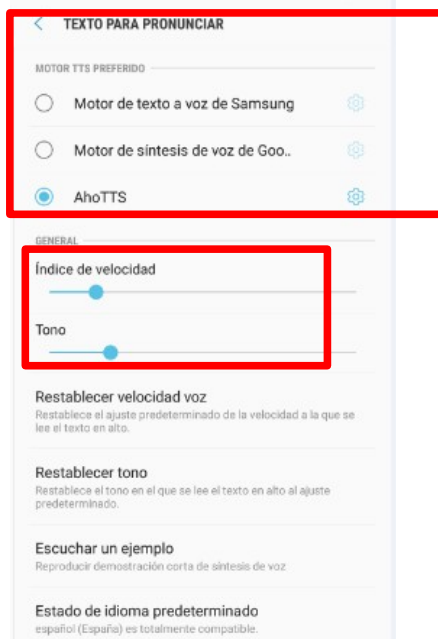 TEXTO PARA PRONUNCIAR
MOTOR TTS PREFERIDO
Motor de texto a voz de Samsung
Motor de síntesis de voz de Goo..
AhoTTS
GENERAL
Índice de velocidad
Tono
Restablecer velocidad voz
Restablece el ajuste predeterminado de la velocidad a la que se
lee el texto en alto.
Restablecer tono
Restablece el tono en el que se lee el texto en alto al ajuste
predeterminado.
Escuchar un ejemplo
Reproducir demostración corta de síntesis de voz
Estado de idioma predeterminado
español (España) es totalmente compatible.